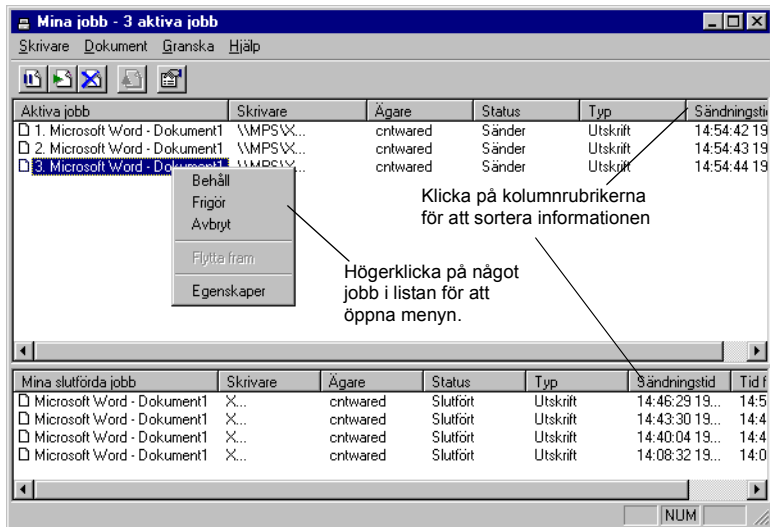 Mina jobb - 3 aktiva jobb
Skrivare Dokument Granska Hjälp
Aktiva jobb Skrivare Ägare Status Typ Sändningsti
1. Microsoft Word - Dokument1 \\MPS\X... cntwared Sänder Utskrift 14:54:42 19
2. Microsoft Word - Dokument1 \\MPS\X... cntwared Sänder Utskrift 14:54:43 19
3. Microsoft Word - Dokument1 \\MPS\X... cntwared Sänder Utskrift 14:54:44 19
Behåll
Frigör
Avbryt
Flytta fram
Egenskaper
Klicka på kolumnrubrikerna
för att sortera informationen
Högerklicka på något
jobb i listan för att
öppna menyn.
Mina slutförda jobb Skrivare Ägare Status Typ Sändningstid Tid f
Microsoft Word - Dokument1 X... cntwared Slutfört Utskrift 14:46:29 19... 14:5
Microsoft Word - Dokument1 X... cntwared Slutfört Utskrift 14:43:30 19... 14:4
Microsoft Word - Dokument1 X... cntwared Slutfört Utskrift 14:40:04 19... 14:4
Microsoft Word - Dokument1 X... cntwared Slutfört Utskrift 14:08:32 19... 14:0
NUM